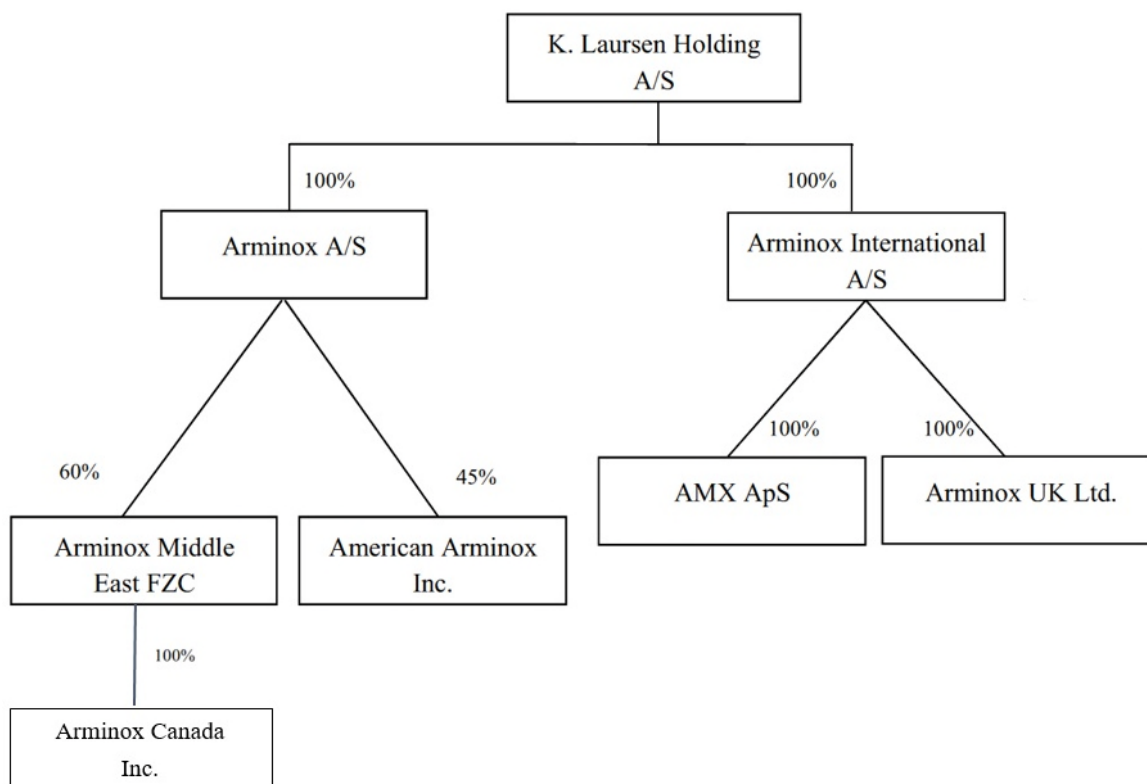 K. Laursen Holding
A/S
100%
100%
Arminox A/S
Arminox International
A/S
60%
45%
100%
100%
AMX ApS
Arminox UK Ltd.
Arminox Middle
East FZC
American Arminox
Inc.
100%
Arminox Canada
Inc.